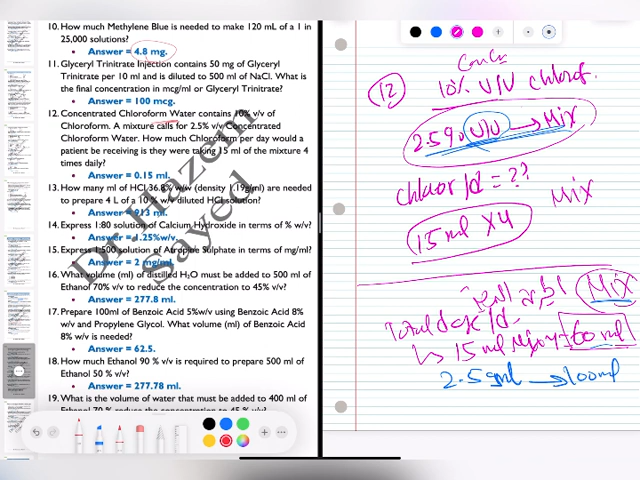 10. How much Methylene Blue is needed to make 120 mL of a 1 in
25,000 solutions?
• Answer = 4.8 mg.
11. Glyceryl Trinitrate Injection contains 50 mg of Glyceryl
Trinitrate per 10 ml and is diluted to 500 ml of NaCl. What is
the final concentration in mcg/ml or Glyceryl Trinitrate?
• Answer = 100 mcg.
12. Concentrated Chloroform Water contains 10% v/v of
Chloroform. A mixture calls for 2.5% v/v Concentrated
Chloroform Water. How much Chloroform per day would a
patient be receiving is they were taking 15 ml of the mixture 4
times daily?
• Answer = 0.15 ml.
13. How many ml of HCl 36.8% w/w (density 1.19g/ml) are needed
to prepare 4 L of a 10 % w/v diluted HCl solution?
• Answer = 913 ml.
14. Express 1:80 solution of Calcium Hydroxide in terms of % w/v?
• Answer = 1.25%w/v.
15. Express 1:500 solution of Atropine Sulphate in terms of mg/ml?
• Answer = 2 mg/ml.
16. What volume (ml) of distilled H₂O must be added to 500 ml of
Ethanol 70% v/v to reduce the concentration to 45% v/v?
• Answer = 277.8 ml.
17. Prepare 100ml of Benzoic Acid 5%w/v using Benzoic Acid 8%
w/v and Propylene Glycol. What volume (ml) of Benzoic Acid
8% w/v is needed?
• Answer = 62.5.
18. How much Ethanol 90 % v/v is required to prepare 500 ml of
Ethanol 50 % v/v?
• Answer = 277.78 ml.
19. What is the volume of water that must be added to 400 ml of
Ethanol 70 % reduce the concentration to 45 % v/v?
Dr. Hazem
Sayed
12 10% V/V Chlorof.
2.5% V/V → Mix
Chlorof /d = ??
Mix
15 ml x 4
Mix
Total dose /d
↳ 15 ml 60 ml
2.5 ml → 100 ml